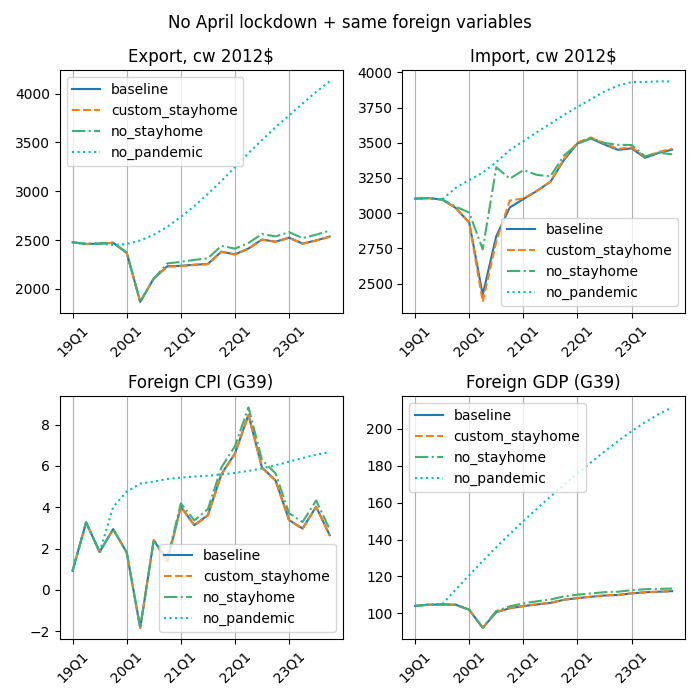 No April lockdown + same foreign variables
Export, cw 2012$
4000
3500
3000
2500
2000
baseline
custom_stayhome
no_stayhome
no_pandemic
19Q1
20Q1
21Q1
22Q1
23Q1
Import, cw 2012$
4000
3750
3500
3250
3000
2750
2500
baseline
custom_stayhome
no_stayhome
no_pandemic
19Q1
20Q1
21Q1
22Q1
23Q1
Foreign CPI (G39)
8
6
4
2
0
−2
baseline
custom_stayhome
no_stayhome
no_pandemic
19Q1
20Q1
21Q1
22Q1
23Q1
Foreign GDP (G39)
200
180
160
140
120
100
baseline
custom_stayhome
no_stayhome
no_pandemic
19Q1
20Q1
21Q1
22Q1
23Q1